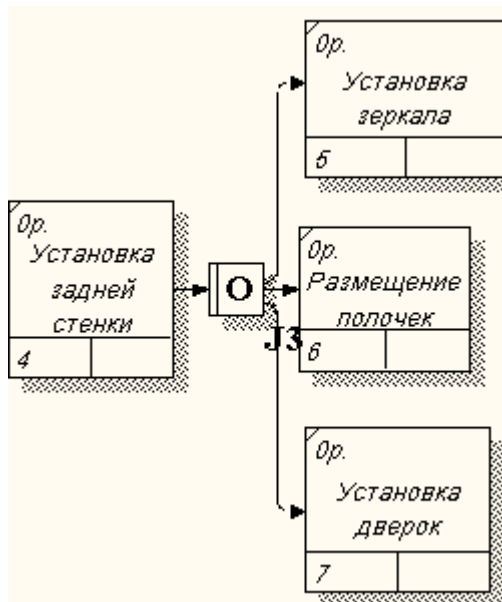 0р.
Установка
зеркала
5
0р.
Установка
задней
стенки
4
O
J3
0р.
Размещение
полочек
6
0р.
Установка
дверок
7